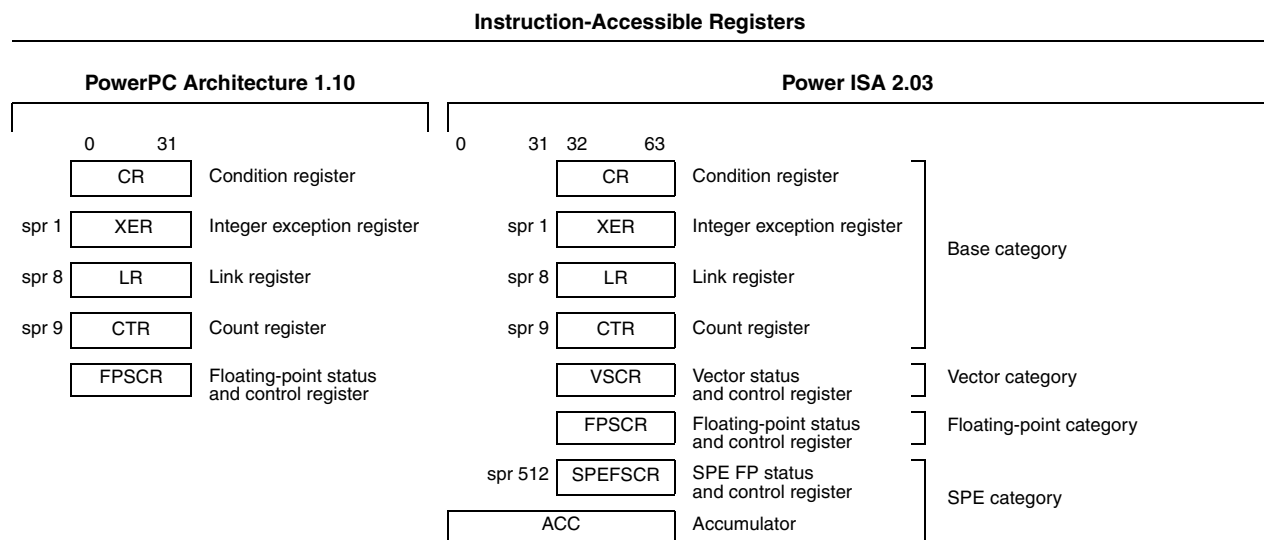 Instruction-Accessible Registers
PowerPC Architecture 1.10
Power ISA 2.03
0 31
0 31 32 63
CR Condition register
CR Condition register
spr 1 XER Integer exception register
spr 1 XER Integer exception register
Base category
spr 8 LR Link register
spr 8 LR Link register
spr 9 CTR Count register
spr 9 CTR Count register
FPSCR Floating-point status
and control register
VSCR Vector status
and control register
Vector category
FPSCR Floating-point status
and control register
Floating-point category
spr 512 SPEFSCR SPE FP status
and control register
SPE category
ACC Accumulator